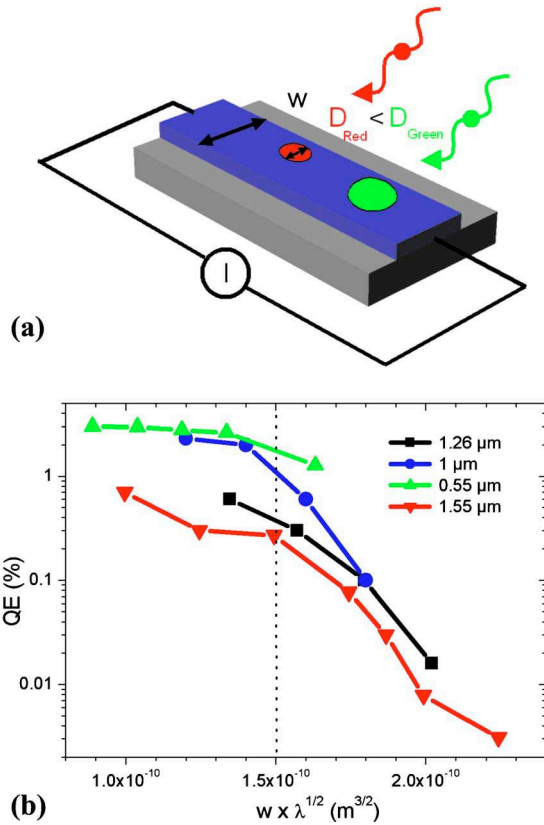 W
D Red < D Green
I
(a)
QE (%)
1
0.1
0.01
1.26 µm
1 µm
0.55 µm
1.55 µm
1.0x10⁻¹⁰ 1.5x10⁻¹⁰ 2.0x10⁻¹⁰
w x λ^1/2 (m^3/2)
(b)